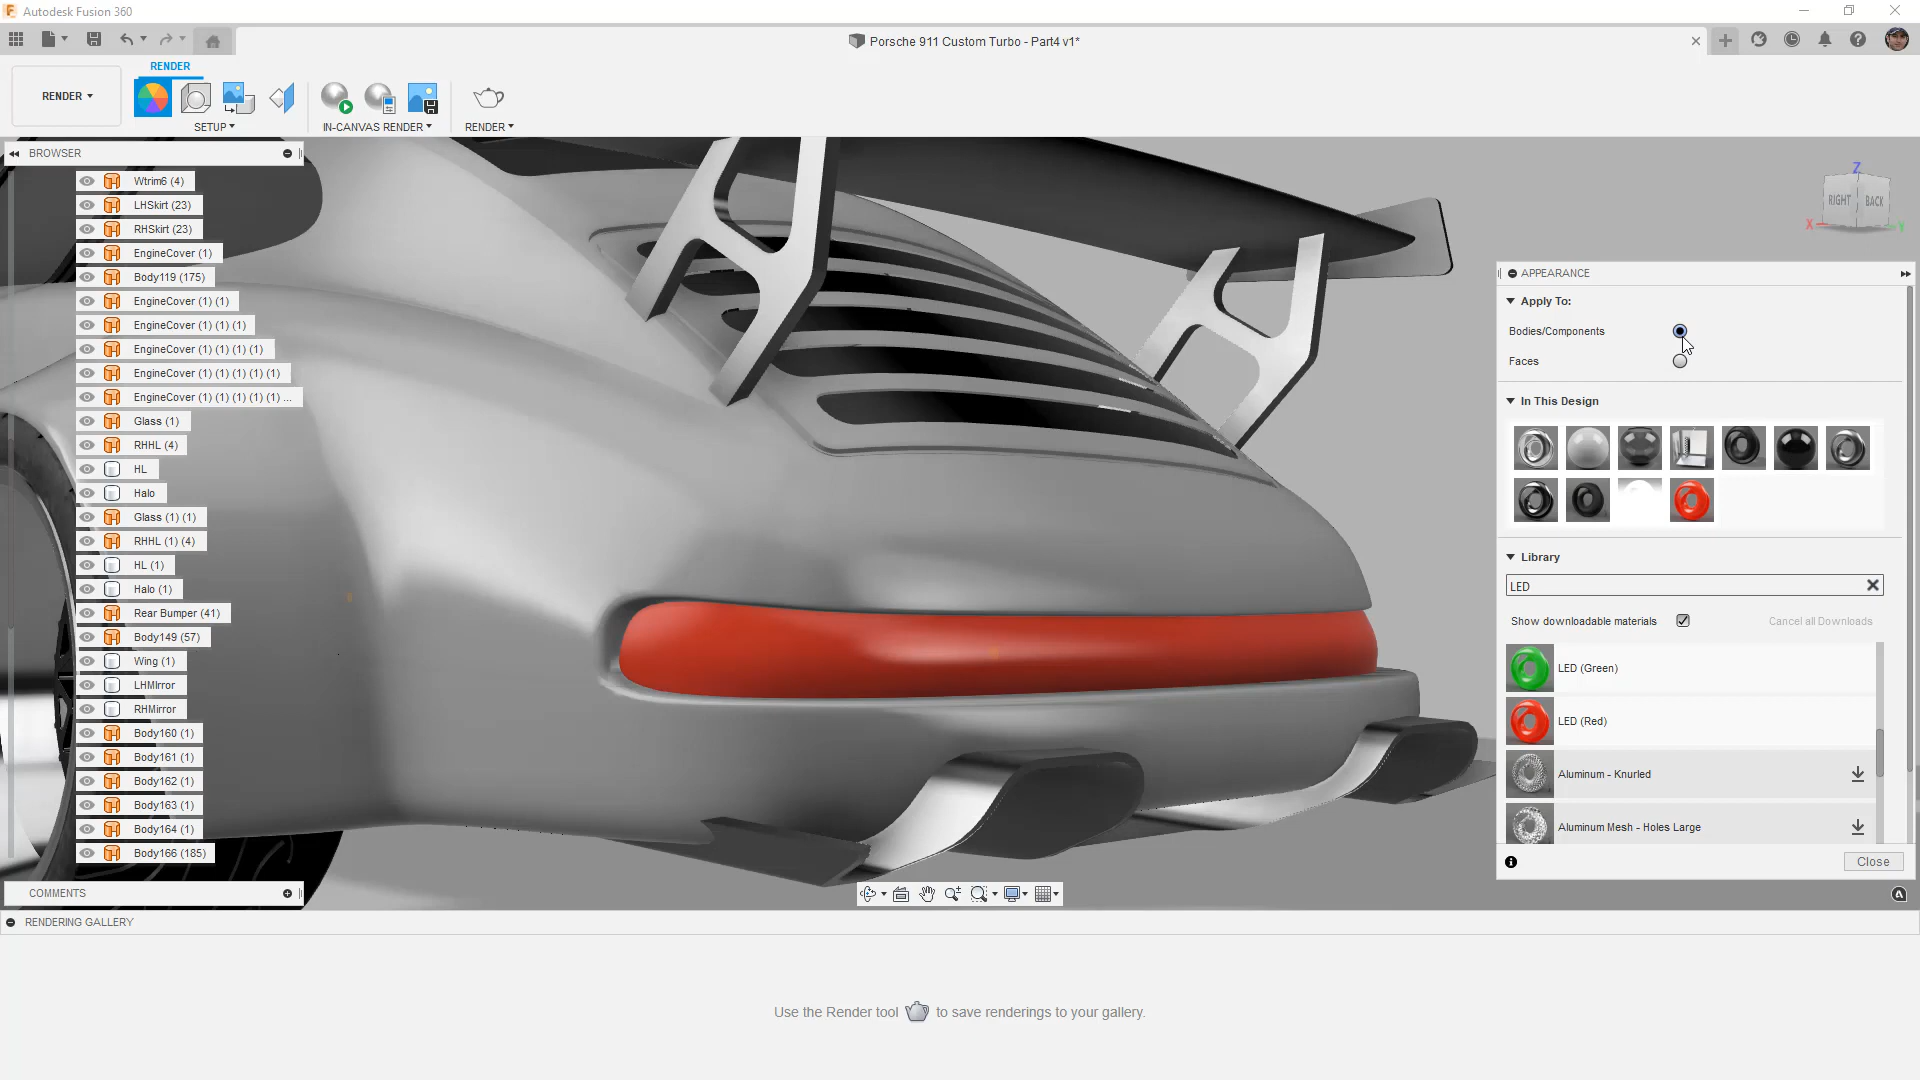 Autodesk Fusion 360
Porsche 911 Custom Turbo - Part4 v1*
RENDER
RENDER
SETUP
IN-CANVAS RENDER
RENDER
BROWSER
Wtrim6 (4)
LHSkirt (23)
RHSkirt (23)
EngineCover (1)
Body119 (175)
EngineCover (1) (1)
EngineCover (1) (1) (1)
EngineCover (1) (1) (1) (1)
EngineCover (1) (1) (1) (1) (1)
EngineCover (1) (1) (1) (1) (1) ...
Glass (1)
RHHL (4)
HL
Halo
Glass (1) (1)
RHHL (1) (4)
HL (1)
Halo (1)
Rear Bumper (41)
Body149 (57)
Wing (1)
LHMIrror
RHMirror
Body160 (1)
Body161 (1)
Body162 (1)
Body163 (1)
Body164 (1)
Body166 (185)
COMMENTS
Z
RIGHT
BACK
X
Y
APPEARANCE
Apply To:
Bodies/Components
Faces
In This Design
Library
LED
Show downloadable materials
Cancel all Downloads
LED (Green)
LED (Red)
Aluminum - Knurled
Aluminum Mesh - Holes Large
Close
RENDERING GALLERY
Use the Render tool to save renderings to your gallery.